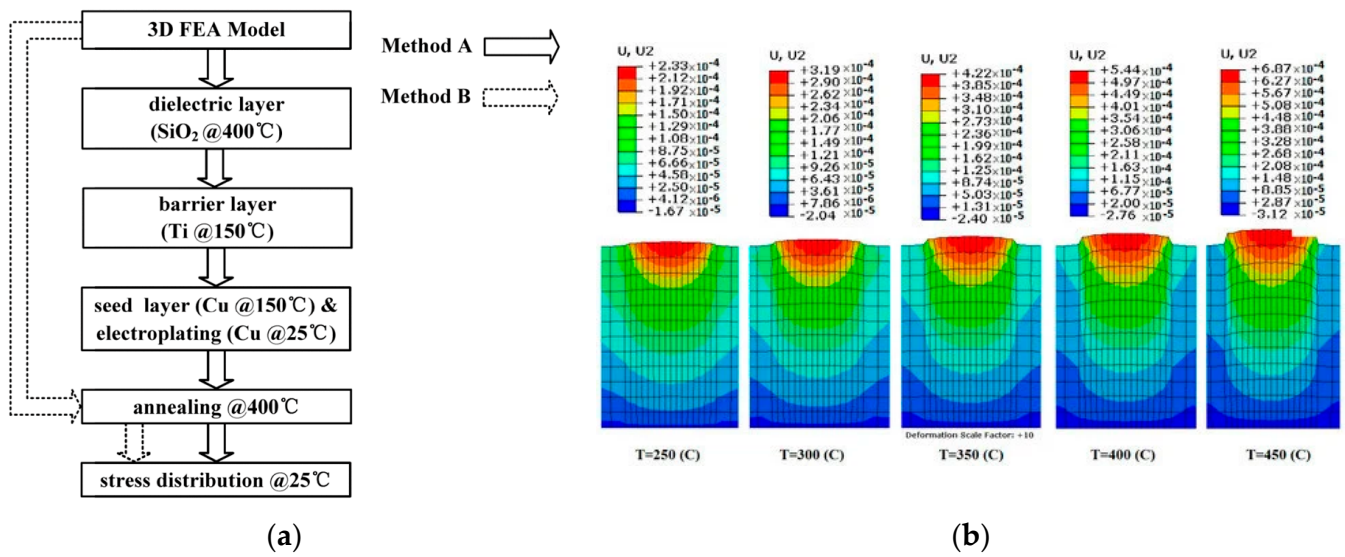 3D FEA Model
dielectric layer
(SiO₂ @400℃)
barrier layer
(Ti @150℃)
seed layer (Cu @150℃) &
electroplating (Cu @25℃)
annealing @400℃
stress distribution @25℃
Method A
Method B
(a)
U, U2
+2.33×10⁻⁴
+2.12×10⁻⁴
+1.92×10⁻⁴
+1.71×10⁻⁴
+1.50×10⁻⁴
+1.29×10⁻⁴
+1.08×10⁻⁴
+8.75×10⁻⁵
+6.66×10⁻⁵
+4.58×10⁻⁵
+2.50×10⁻⁵
+4.12×10⁻⁶
-1.67×10⁻⁵
U, U2
+3.19×10⁻⁴
+2.90×10⁻⁴
+2.62×10⁻⁴
+2.34×10⁻⁴
+2.06×10⁻⁴
+1.77×10⁻⁴
+1.49×10⁻⁴
+1.21×10⁻⁴
+9.26×10⁻⁵
+6.43×10⁻⁵
+3.61×10⁻⁵
+7.86×10⁻⁶
-2.04×10⁻⁵
U, U2
+4.22×10⁻⁴
+3.85×10⁻⁴
+3.48×10⁻⁴
+3.10×10⁻⁴
+2.73×10⁻⁴
+2.36×10⁻⁴
+1.99×10⁻⁴
+1.62×10⁻⁴
+1.25×10⁻⁴
+8.74×10⁻⁵
+5.03×10⁻⁵
+1.31×10⁻⁵
-2.40×10⁻⁵
U, U2
+5.44×10⁻⁴
+4.97×10⁻⁴
+4.49×10⁻⁴
+4.01×10⁻⁴
+3.54×10⁻⁴
+3.06×10⁻⁴
+2.58×10⁻⁴
+2.11×10⁻⁴
+1.63×10⁻⁴
+1.15×10⁻⁴
+6.77×10⁻⁵
+2.00×10⁻⁵
-2.76×10⁻⁵
U, U2
+6.87×10⁻⁴
+6.27×10⁻⁴
+5.67×10⁻⁴
+5.08×10⁻⁴
+4.48×10⁻⁴
+3.88×10⁻⁴
+3.28×10⁻⁴
+2.68×10⁻⁴
+2.08×10⁻⁴
+1.48×10⁻⁴
+8.85×10⁻⁵
+2.87×10⁻⁵
-3.12×10⁻⁵
Deformation Scale Factor: +10
T=250 (C)
T=300 (C)
T=350 (C)
T=400 (C)
T=450 (C)
(b)